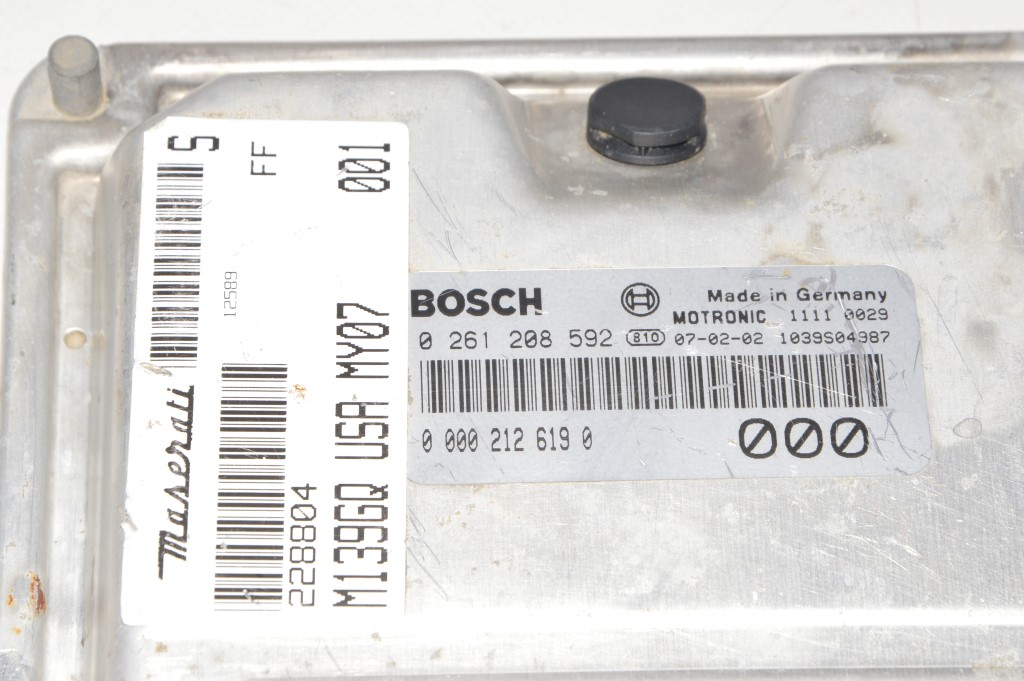 S
Maserati
12589
FF
228804
M139GQ USA MY07 001
BOSCH
Made in Germany
MOTRONIC 1111 0029
0 261 208 592 810 07-02-02 1039S04987
0 000 212 619 0
000